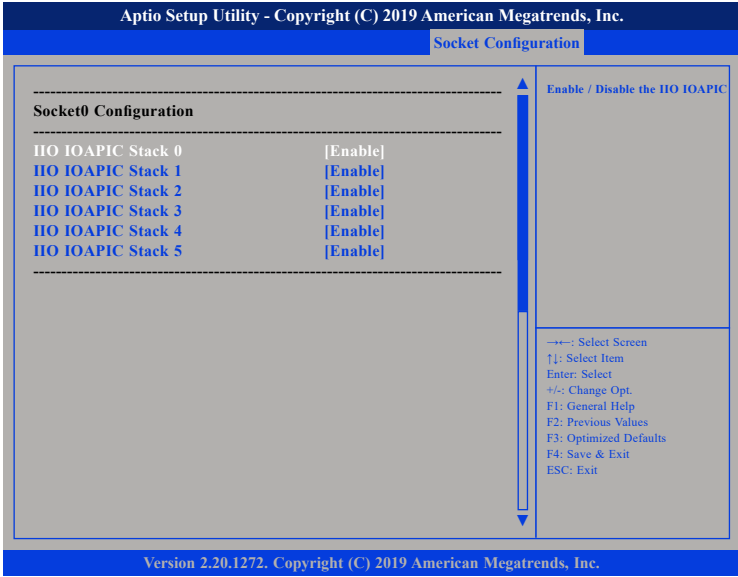 Aptio Setup Utility - Copyright (C) 2019 American Megatrends, Inc.
Socket Configuration
------------------------------------------------------------
Socket0 Configuration
------------------------------------------------------------
IIO IOAPIC Stack 0 [Enable]
IIO IOAPIC Stack 1 [Enable]
IIO IOAPIC Stack 2 [Enable]
IIO IOAPIC Stack 3 [Enable]
IIO IOAPIC Stack 4 [Enable]
IIO IOAPIC Stack 5 [Enable]
------------------------------------------------------------
Enable / Disable the IIO IOAPIC
→←: Select Screen
↑↓: Select Item
Enter: Select
+/-: Change Opt.
F1: General Help
F2: Previous Values
F3: Optimized Defaults
F4: Save & Exit
ESC: Exit
Version 2.20.1272. Copyright (C) 2019 American Megatrends, Inc.